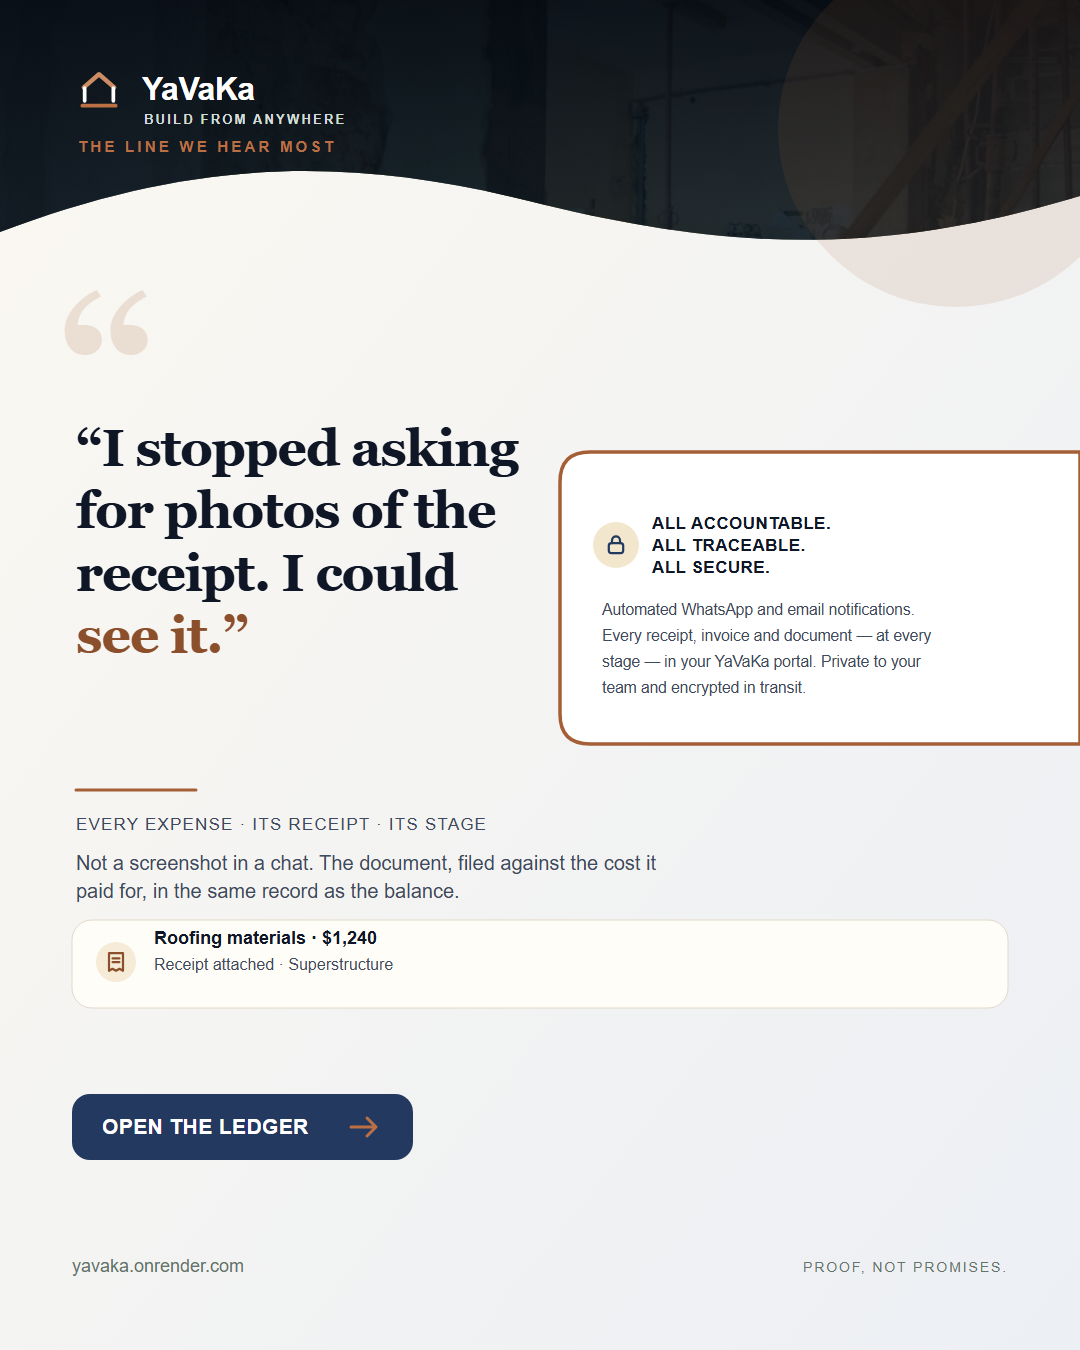 YaVaKa
BUILD FROM ANYWHERE
THE LINE WE HEAR MOST
“
“I stopped asking
for photos of the
receipt. I could
see it.”
ALL ACCOUNTABLE.
ALL TRACEABLE.
ALL SECURE.
Automated WhatsApp and email notifications.
Every receipt, invoice and document — at every
stage — in your YaVaKa portal. Private to your
team and encrypted in transit.
EVERY EXPENSE · ITS RECEIPT · ITS STAGE
Not a screenshot in a chat. The document, filed against the cost it
paid for, in the same record as the balance.
Roofing materials · $1,240
Receipt attached · Superstructure
OPEN THE LEDGER
yavaka.onrender.com
PROOF, NOT PROMISES.